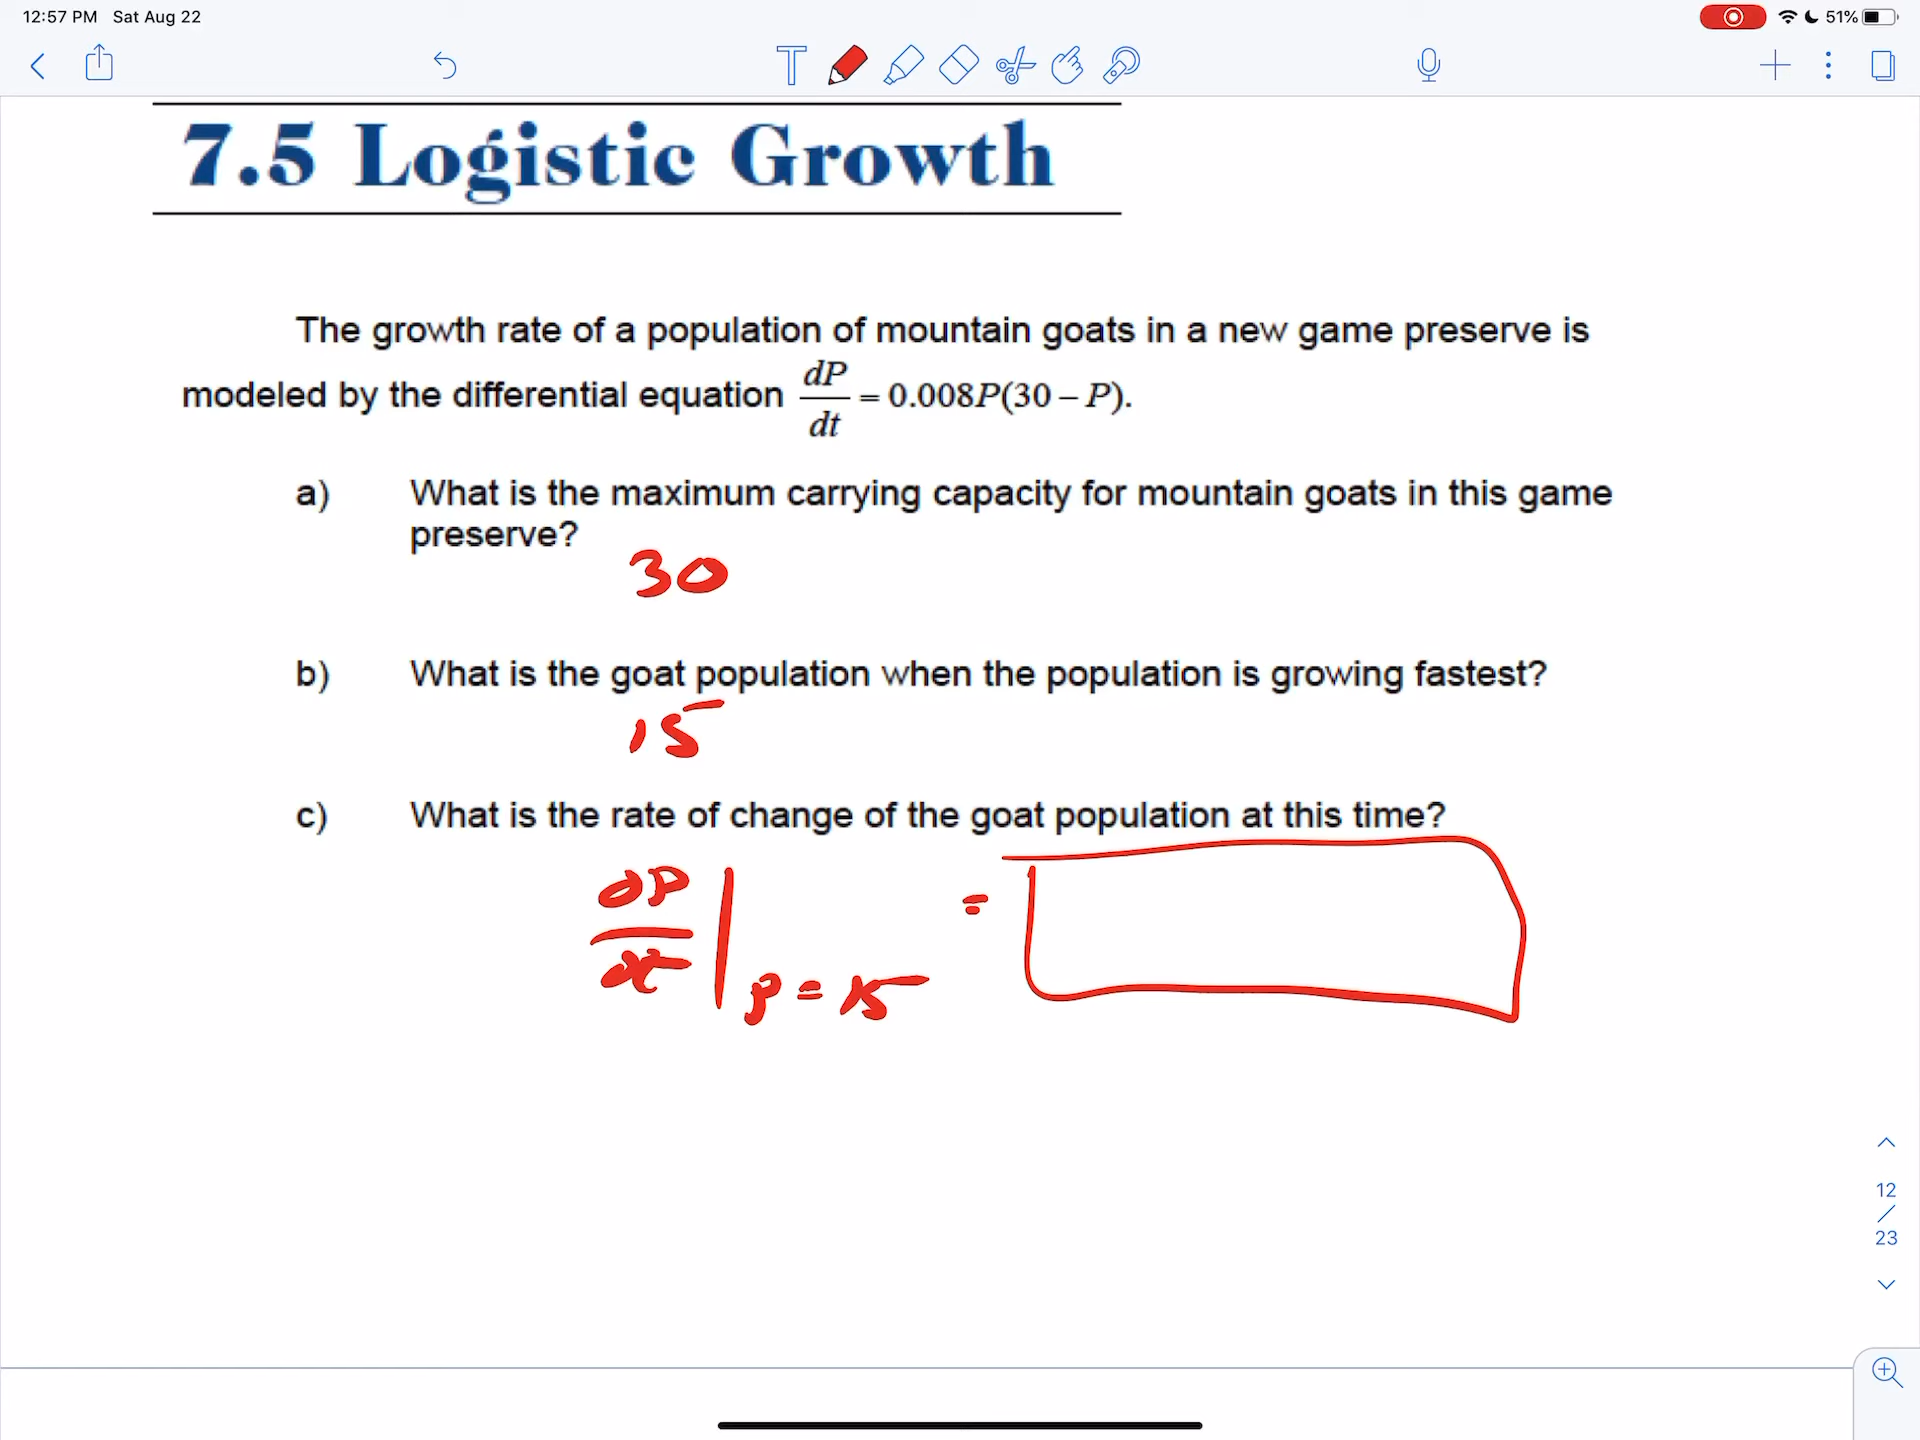 12:57 PM Sat Aug 22
51%
7.5 Logistic Growth
The growth rate of a population of mountain goats in a new game preserve is
modeled by the differential equation dP/dt = 0.008P(30 – P).
a) What is the maximum carrying capacity for mountain goats in this game
preserve?
30
b) What is the goat population when the population is growing fastest?
15
c) What is the rate of change of the goat population at this time?
dP/dt | P = 15 =
12
/
23